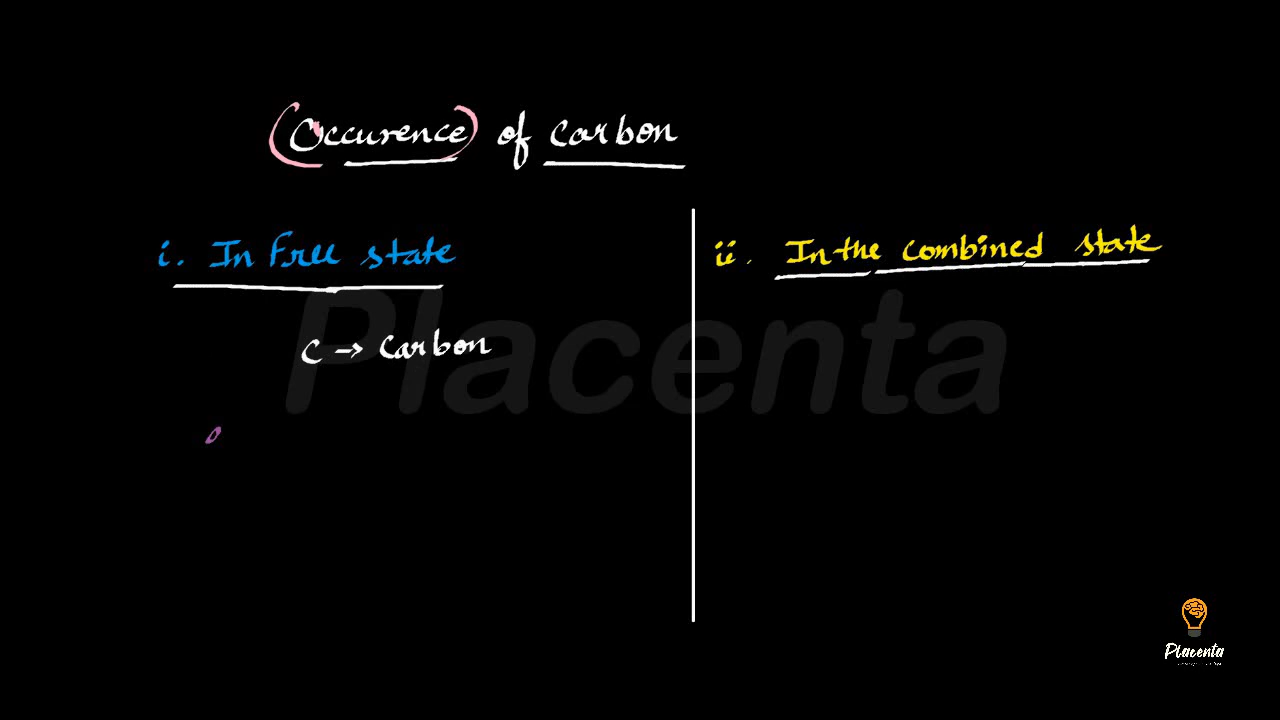 (Occurence) of carbon
i. In free state
ii. In the combined state
C → Carbon
Placenta
Placenta